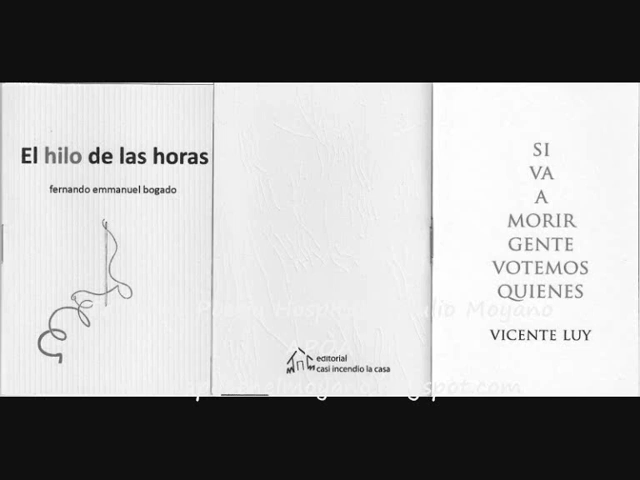 El hilo de las horas
fernando emmanuel bogado
editorial
casi incendio la casa
SI
VA
A
MORIR
GENTE
VOTEMOS
QUIENES
VICENTE LUY
Moyano